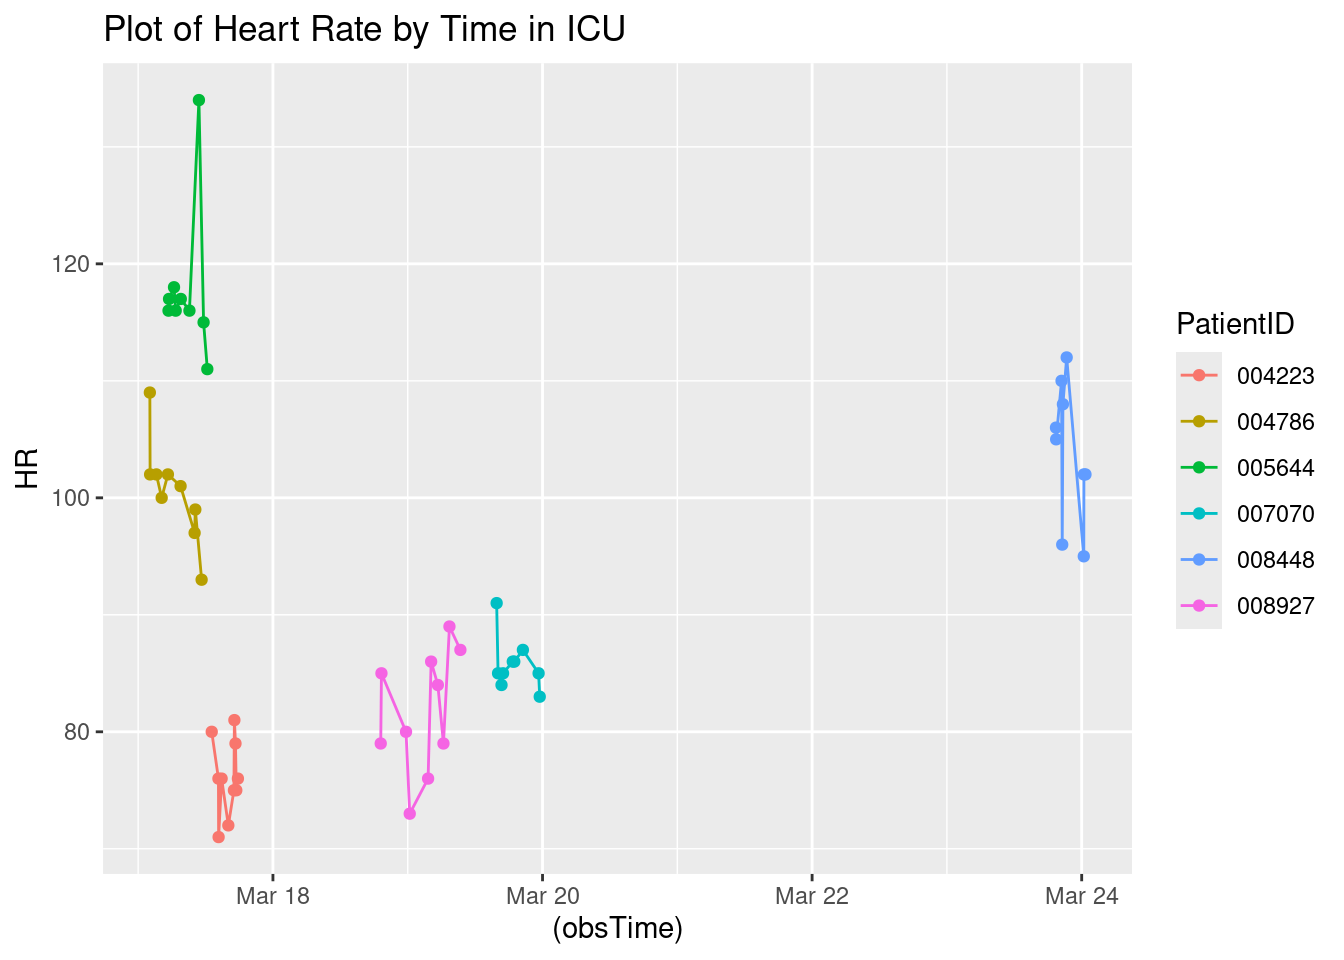 Plot of Heart Rate by Time in ICU
120
100
80
HR
Mar 18
Mar 20
Mar 22
Mar 24
(obsTime)
PatientID
004223
004786
005644
007070
008448
008927